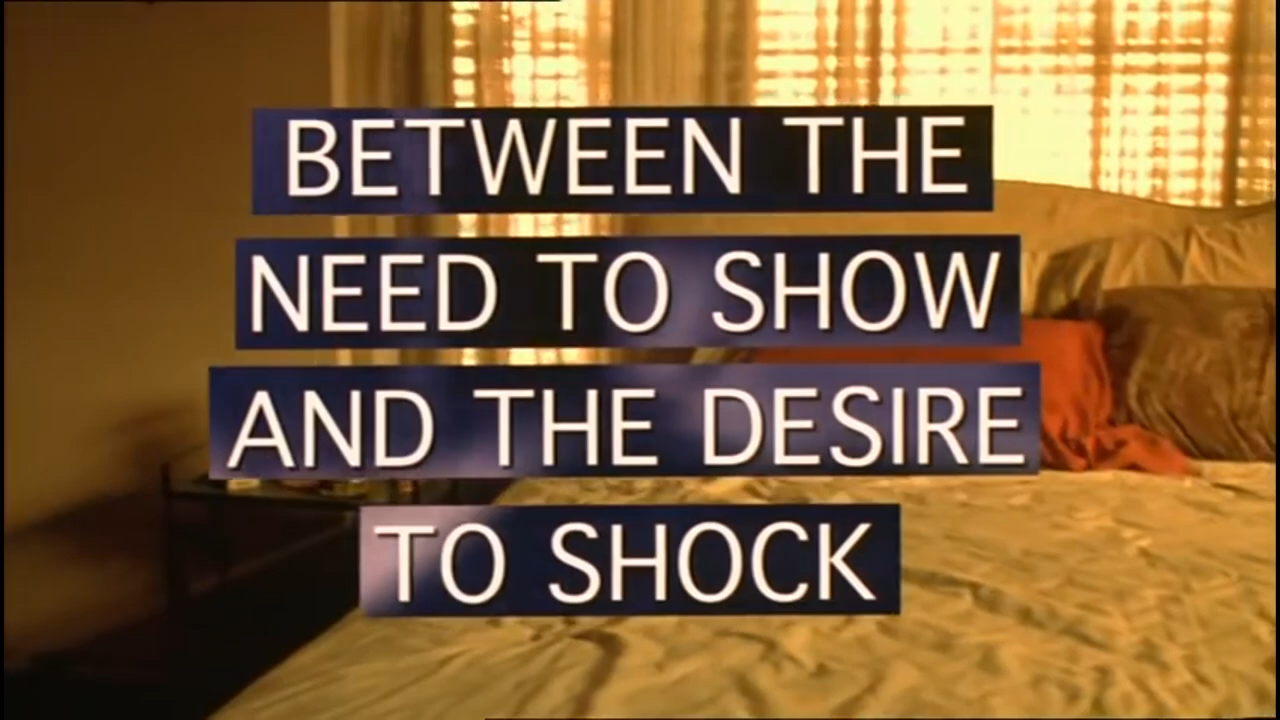 BETWEEN THE
NEED TO SHOW
AND THE DESIRE
TO SHOCK